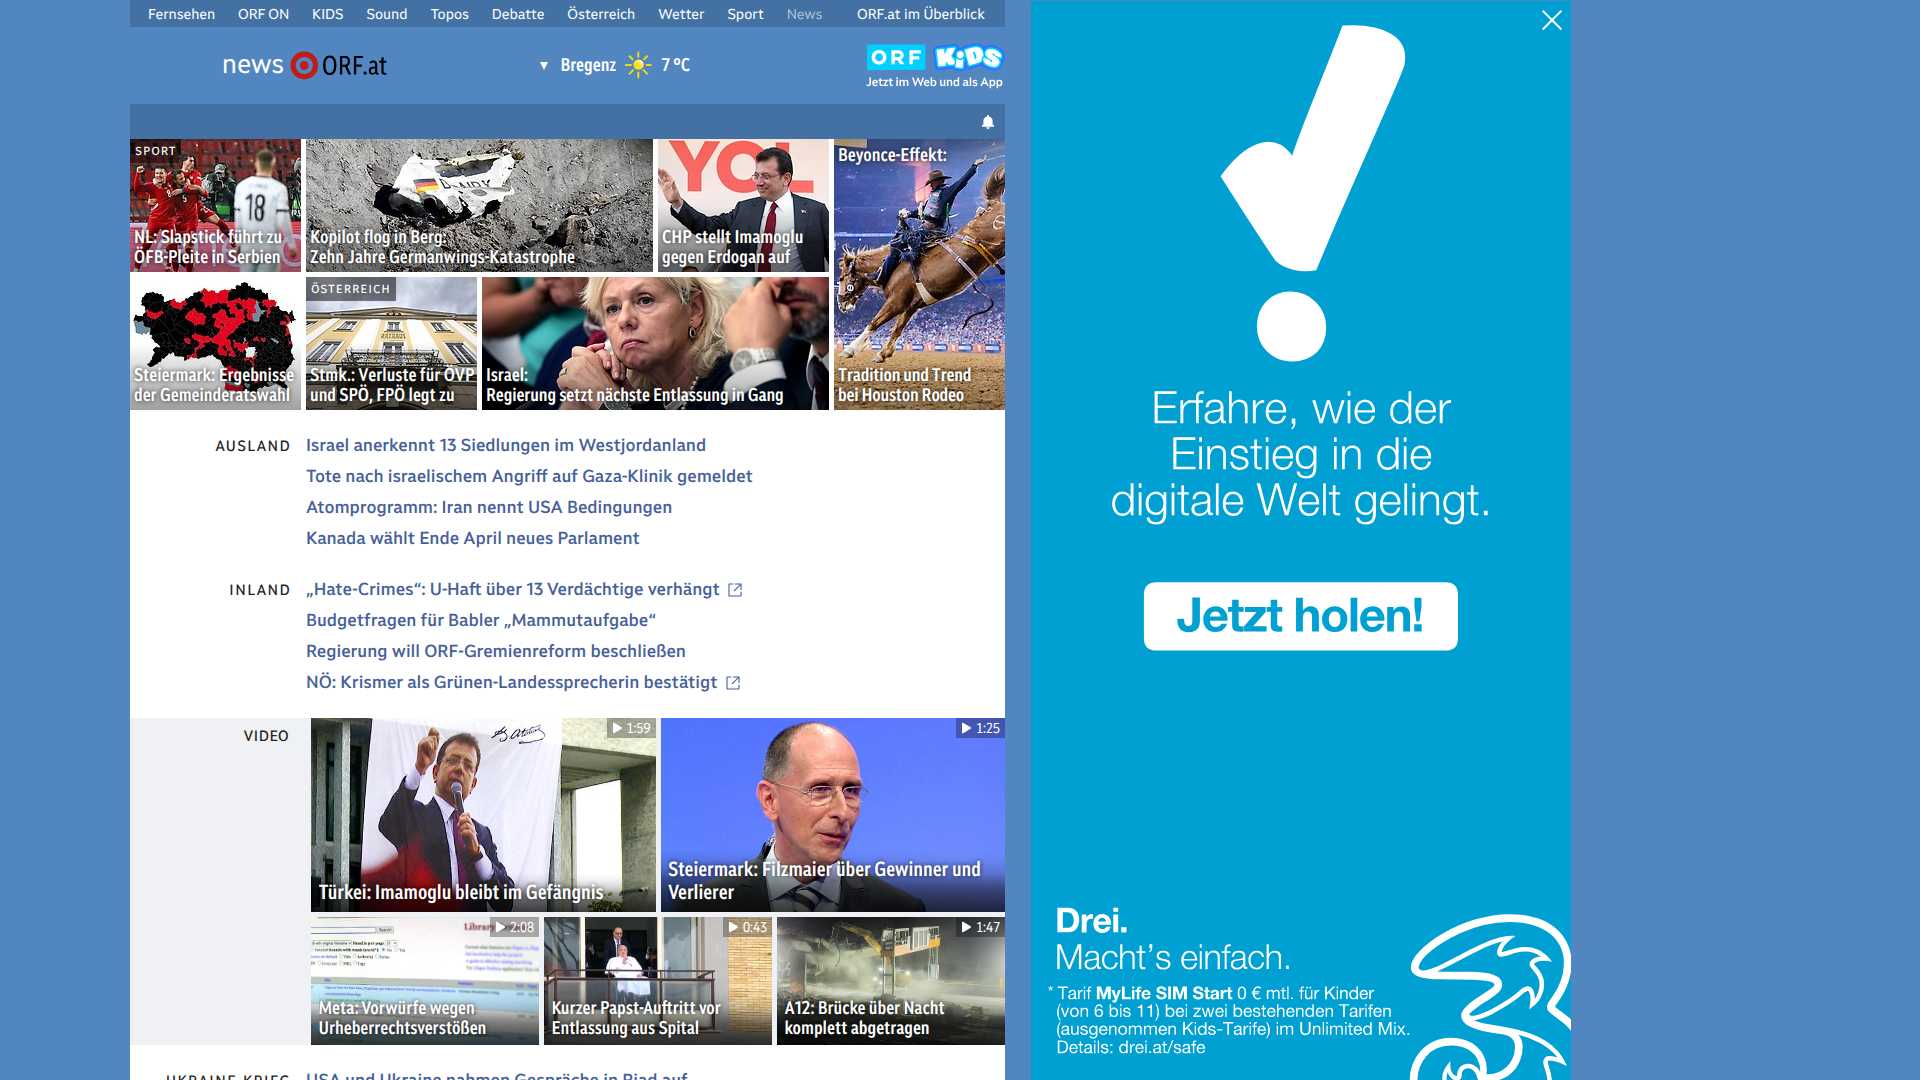 Fernsehen ORF ON KIDS Sound Topos Debatte Österreich Wetter Sport News ORF.at im Überblick
news ORF.at
Bregenz 7 °C
ORF KiDS
Jetzt im Web und als App
SPORT
18
NL: Slapstick führt zu
ÖFB-Pleite in Serbien
Kopilot flog in Berg:
Zehn Jahre Germanwings-Katastrophe
YOL
CHP stellt Imamoglu
gegen Erdogan auf
Beyonce-Effekt:
Tradition und Trend
bei Houston Rodeo
Steiermark: Ergebnisse
der Gemeinderatswahl
ÖSTERREICH
Stmk.: Verluste für ÖVP
und SPÖ, FPÖ legt zu
Israel:
Regierung setzt nächste Entlassung in Gang
AUSLAND
Israel anerkennt 13 Siedlungen im Westjordanland
Tote nach israelischem Angriff auf Gaza-Klinik gemeldet
Atomprogramm: Iran nennt USA Bedingungen
Kanada wählt Ende April neues Parlament
INLAND
„Hate-Crimes“: U-Haft über 13 Verdächtige verhängt
Budgetfragen für Babler „Mammutaufgabe“
Regierung will ORF-Gremienreform beschließen
NÖ: Krismer als Grünen-Landessprecherin bestätigt
VIDEO
1:59
Türkei: Imamoglu bleibt im Gefängnis
1:25
Steiermark: Filzmaier über Gewinner und
Verlierer
2:08
Meta: Vorwürfe wegen
Urheberrechtsverstößen
0:43
Kurzer Papst-Auftritt vor
Entlassung aus Spital
1:47
A12: Brücke über Nacht
komplett abgetragen
UKRAINE-KRIEG
USA und Ukraine nahmen Gespräche in Riad auf
Erfahre, wie der
Einstieg in die
digitale Welt gelingt.
Jetzt holen!
Drei.
Macht’s einfach.
* Tarif MyLife SIM Start 0 € mtl. für Kinder
(von 6 bis 11) bei zwei bestehenden Tarifen
(ausgenommen Kids-Tarife) im Unlimited Mix.
Details: drei.at/safe